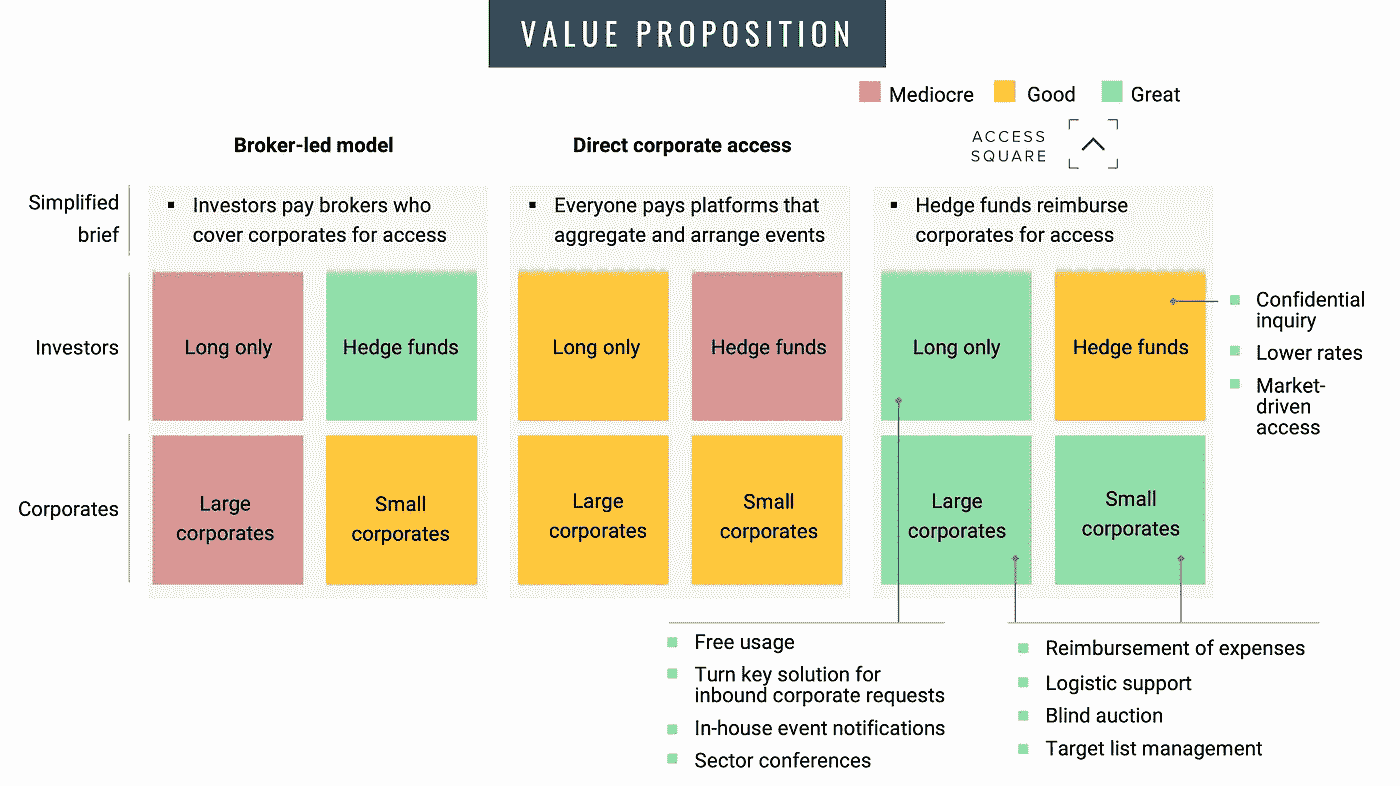 VALUE PROPOSITION
Mediocre
Good
Great
Broker-led model
Direct corporate access
ACCESS
SQUARE
Simplified
brief
▪ Investors pay brokers who
cover corporates for access
▪ Everyone pays platforms that
aggregate and arrange events
▪ Hedge funds reimburse
corporates for access
Investors
Long only
Hedge funds
Long only
Hedge funds
Long only
Hedge funds
Confidential
inquiry
Lower rates
Market-
driven
access
Corporates
Large
corporates
Small
corporates
Large
corporates
Small
corporates
Large
corporates
Small
corporates
Free usage
Turn key solution for
inbound corporate requests
In-house event notifications
Sector conferences
Reimbursement of expenses
Logistic support
Blind auction
Target list management